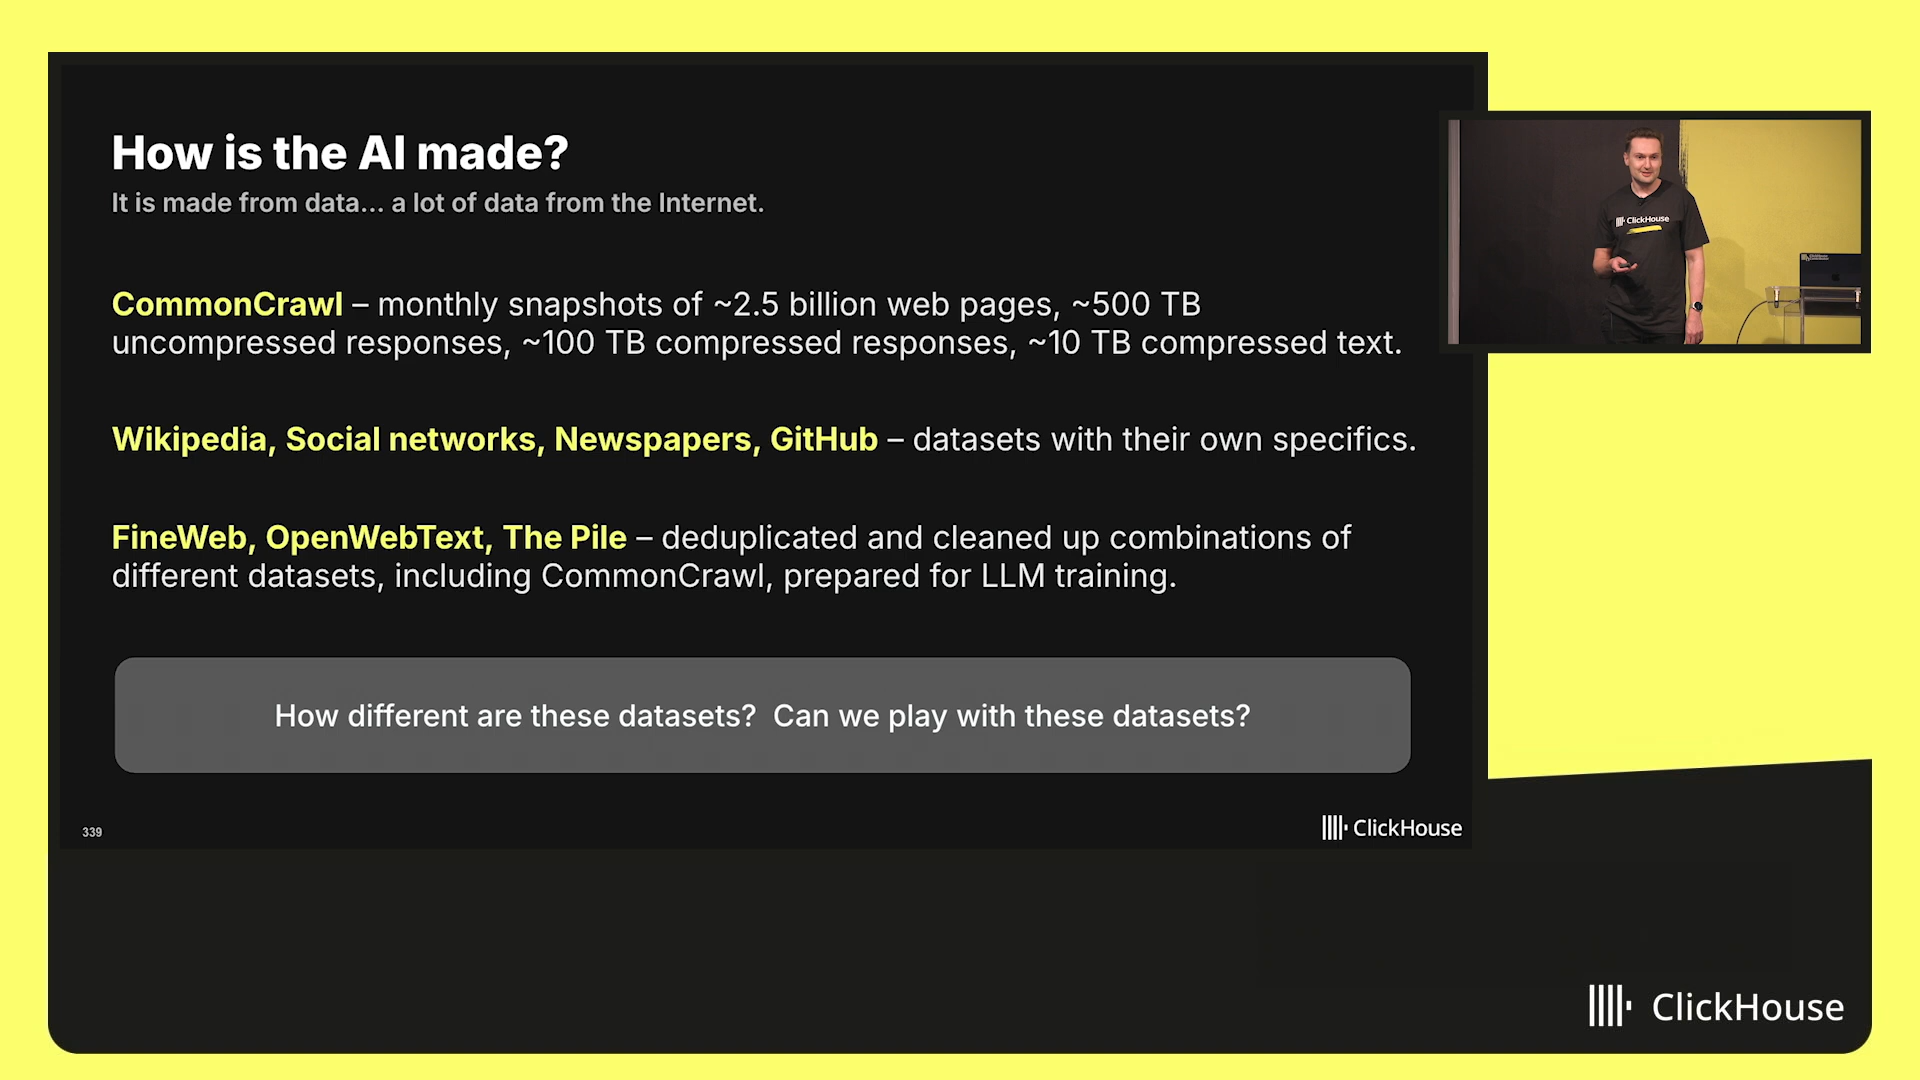 How is the AI made?
It is made from data... a lot of data from the Internet.
CommonCrawl – monthly snapshots of ~2.5 billion web pages, ~500 TB
uncompressed responses, ~100 TB compressed responses, ~10 TB compressed text.
Wikipedia, Social networks, Newspapers, GitHub – datasets with their own specifics.
FineWeb, OpenWebText, The Pile – deduplicated and cleaned up combinations of
different datasets, including CommonCrawl, prepared for LLM training.
How different are these datasets?  Can we play with these datasets?
339
ClickHouse
ClickHouse
ClickHouse